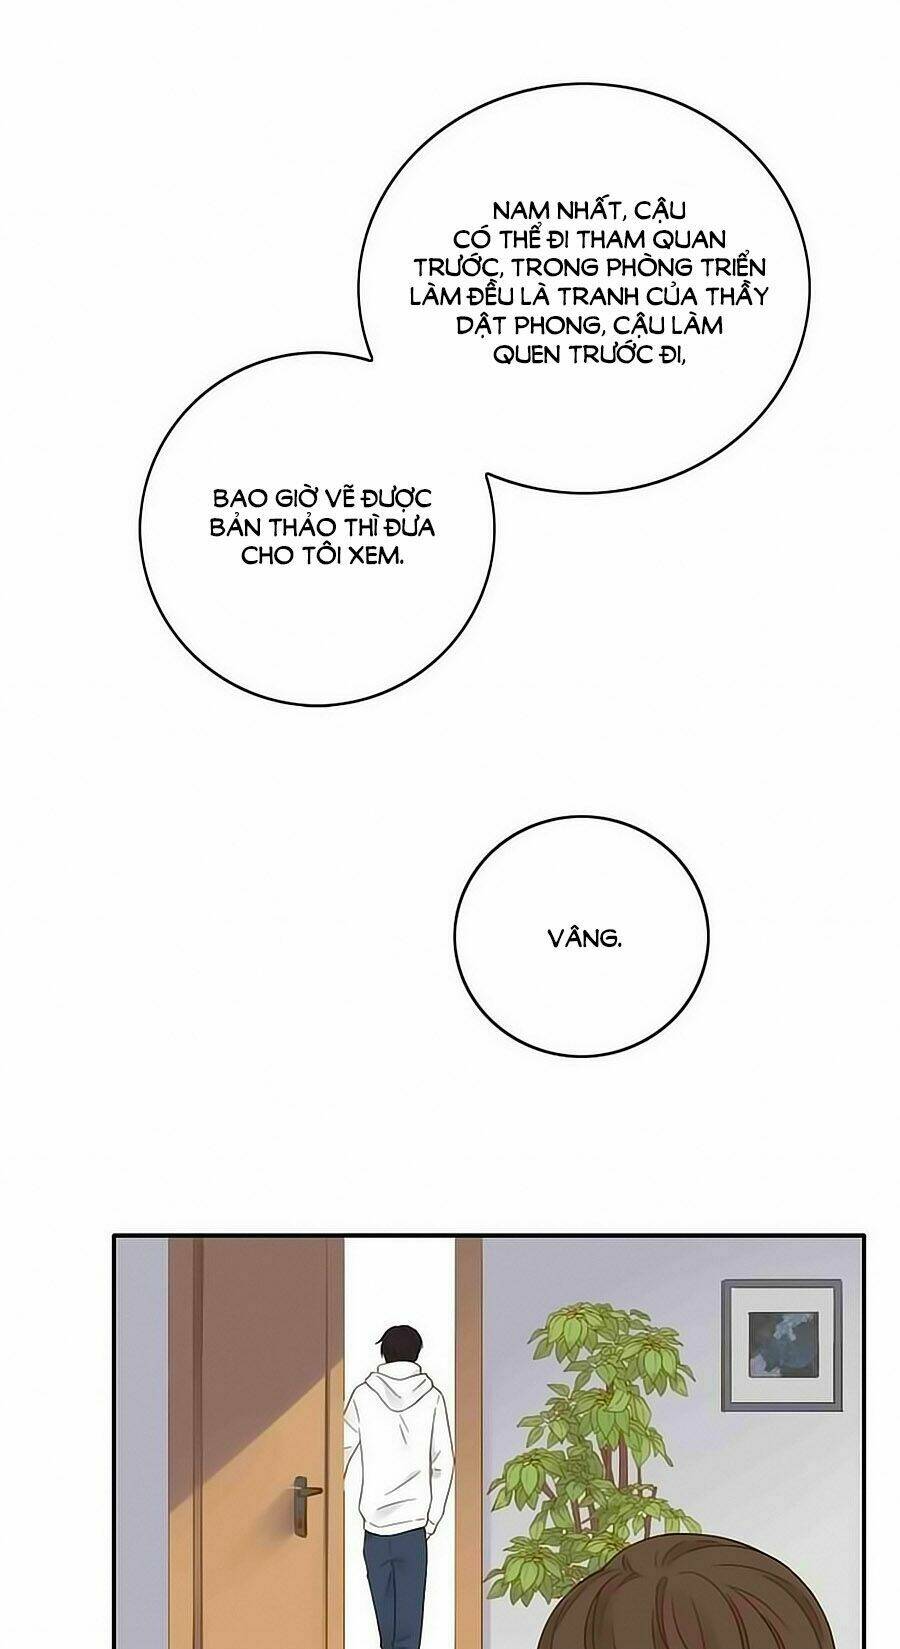 NAM NHẤT, CẬU
CÓ THỂ ĐI THAM QUAN
TRƯỚC, TRONG PHÒNG TRIỂN
LÀM ĐỀU LÀ TRANH CỦA THẦY
DẬT PHONG, CẬU LÀM
QUEN TRƯỚC ĐI,
BAO GIỜ VẼ ĐƯỢC
BẢN THẢO THÌ ĐƯA
CHO TÔI XEM.
VÂNG.